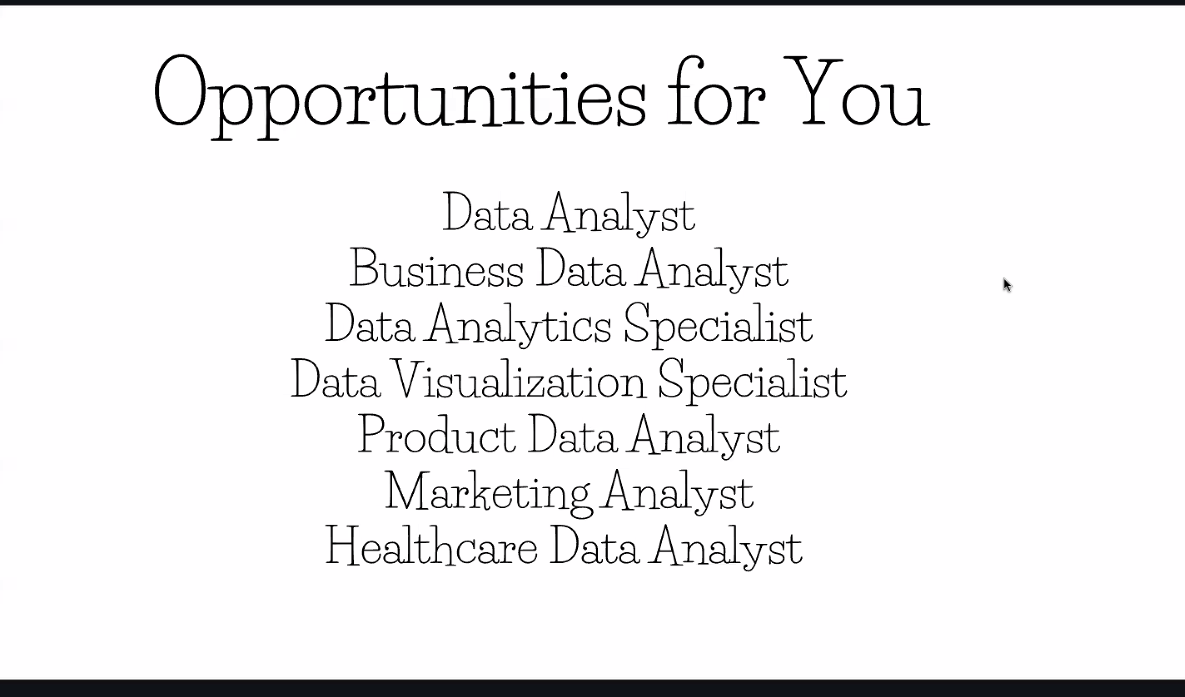 Opportunities for You
Data Analyst
Business Data Analyst
Data Analytics Specialist
Data Visualization Specialist
Product Data Analyst
Marketing Analyst
Healthcare Data Analyst